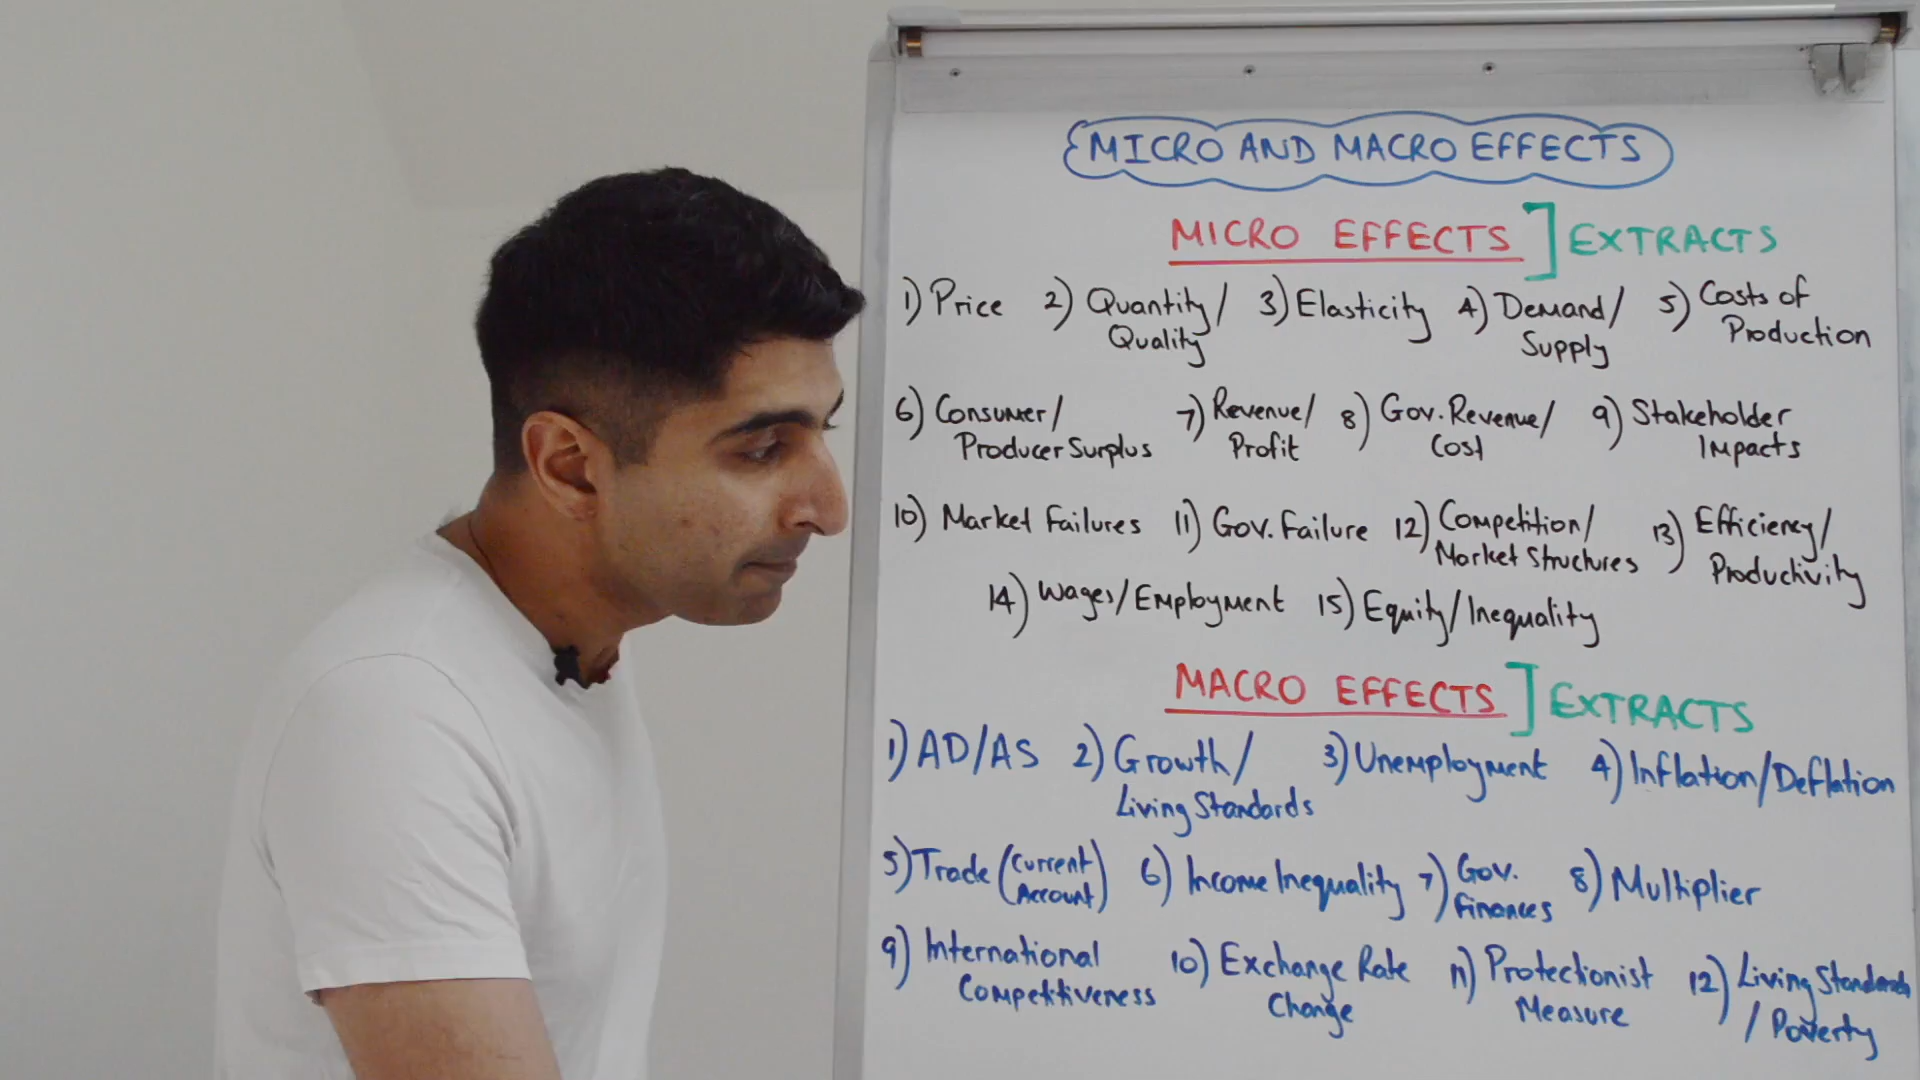 MICRO AND MACRO EFFECTS
MICRO EFFECTS ] EXTRACTS
1) Price 2) Quantity/ Quality 3) Elasticity 4) Demand/ Supply 5) Costs of Production
6) Consumer/ Producer Surplus 7) Revenue/ Profit 8) Gov. Revenue/ Cost 9) Stakeholder Impacts
10) Market Failures 11) Gov. Failure 12) Competition/ Market Structures 13) Efficiency/ Productivity
14) Wages/Employment 15) Equity/Inequality
MACRO EFFECTS ] EXTRACTS
1) AD/AS 2) Growth/ Living Standards 3) Unemployment 4) Inflation/Deflation
5) Trade (Current Account) 6) Income Inequality 7) Gov. Finances 8) Multiplier
9) International Competitiveness 10) Exchange Rate Change 11) Protectionist Measure 12) Living Standards / Poverty